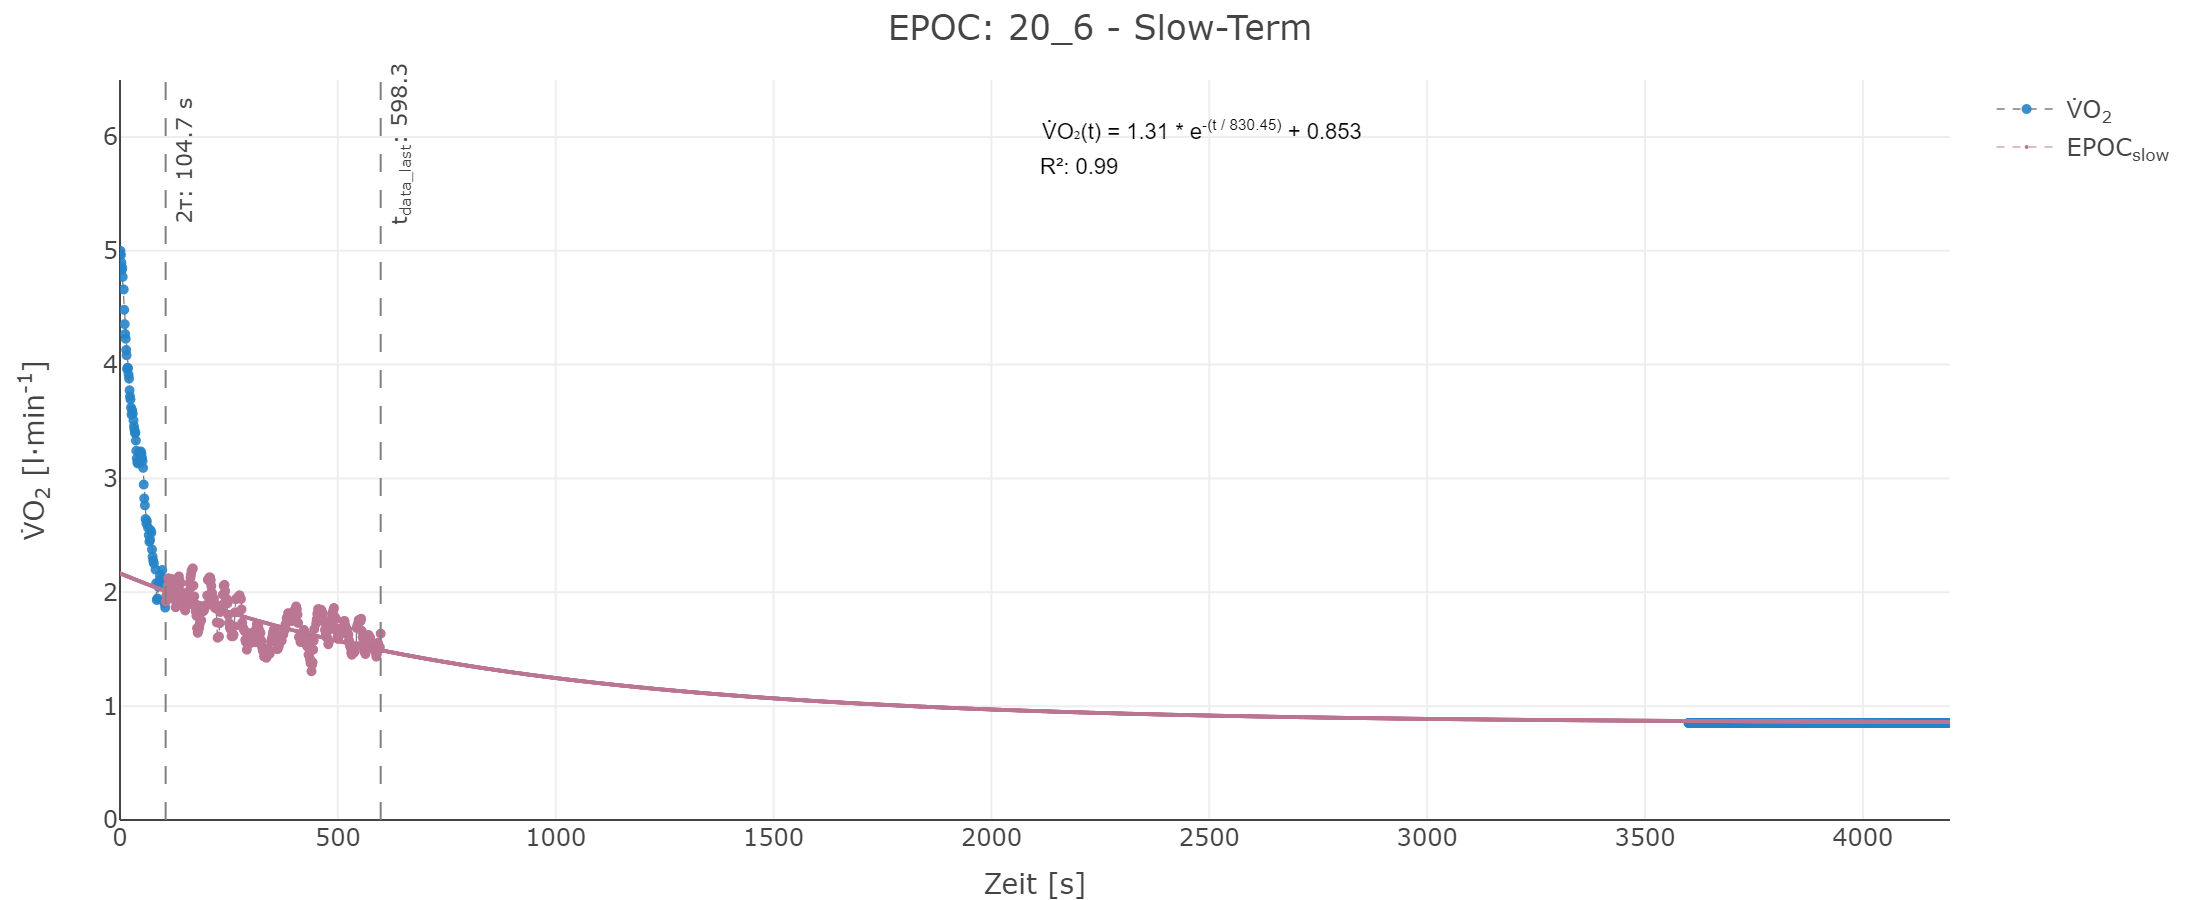 EPOC: 20_6 - Slow-Term
2τ: 104.7 s
t_data_last: 598.3
V̇O₂(t) = 1.31 * e^-(t / 830.45) + 0.853
R²: 0.99
V̇O₂
EPOC_slow
V̇O₂ [l·min⁻¹]
6
5
4
3
2
1
0
0 500 1000 1500 2000 2500 3000 3500 4000
Zeit [s]